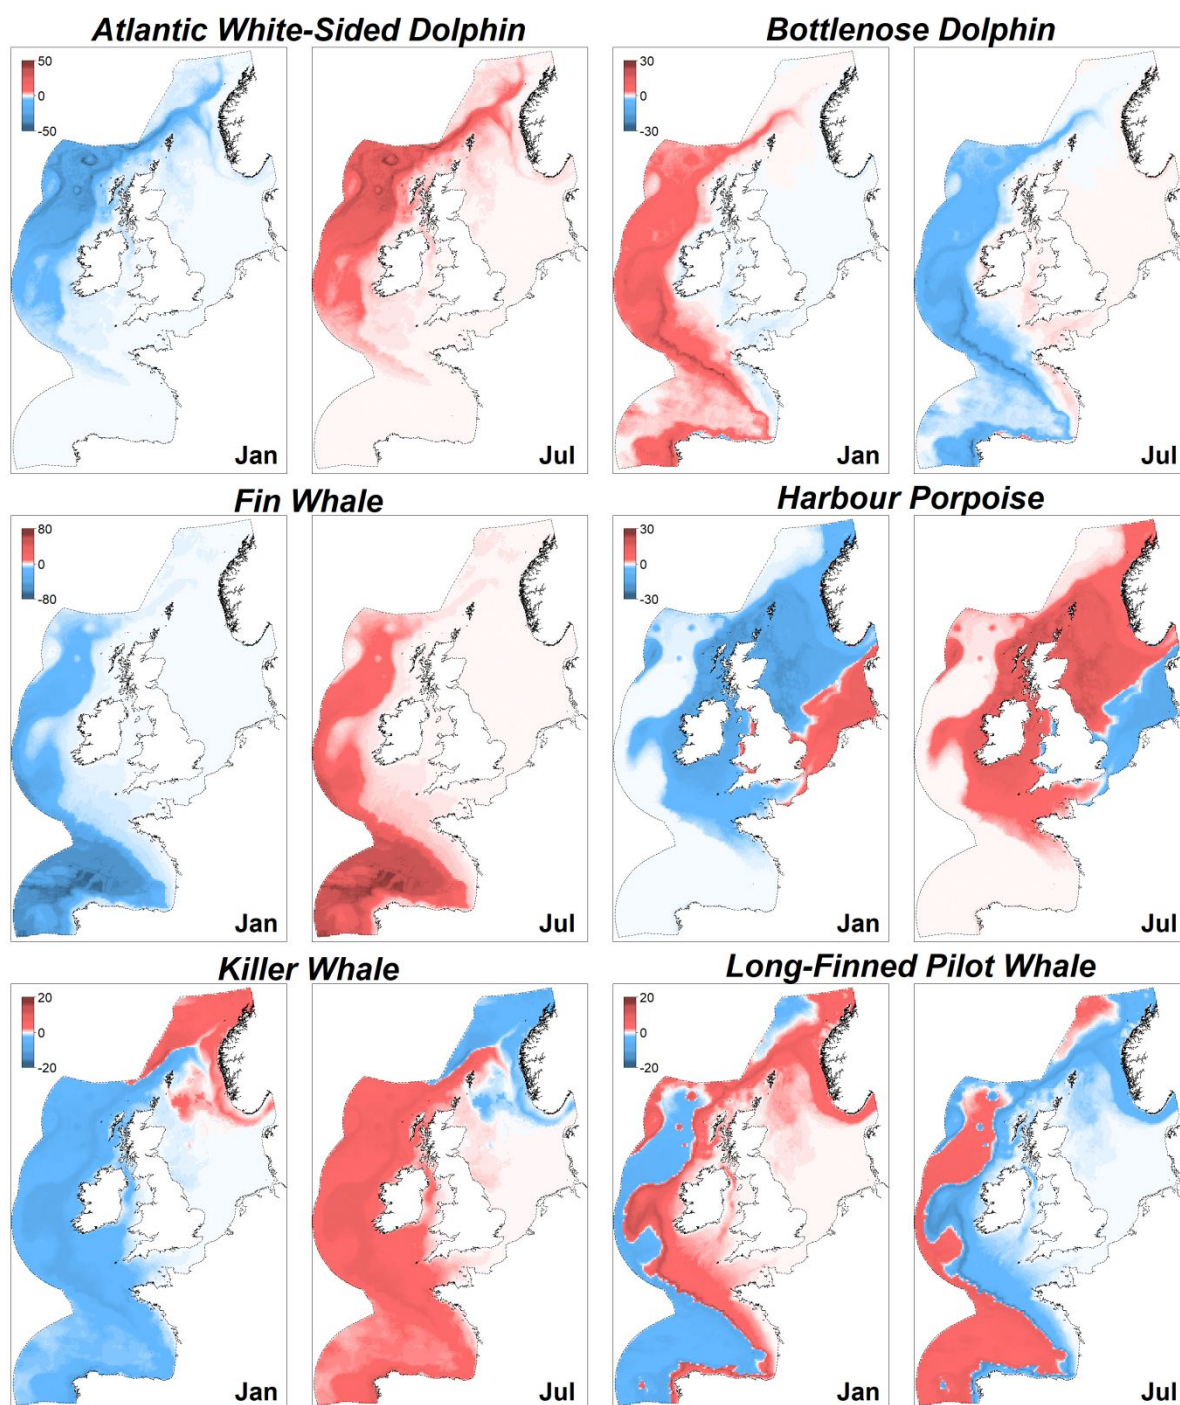 Atlantic White-Sided Dolphin
Bottlenose Dolphin
50
0
-50
Jan
Jul
30
0
-30
Jan
Jul
Fin Whale
Harbour Porpoise
80
0
-80
Jan
Jul
30
0
-30
Jan
Jul
Killer Whale
Long-Finned Pilot Whale
20
0
-20
Jan
Jul
20
0
-20
Jan
Jul